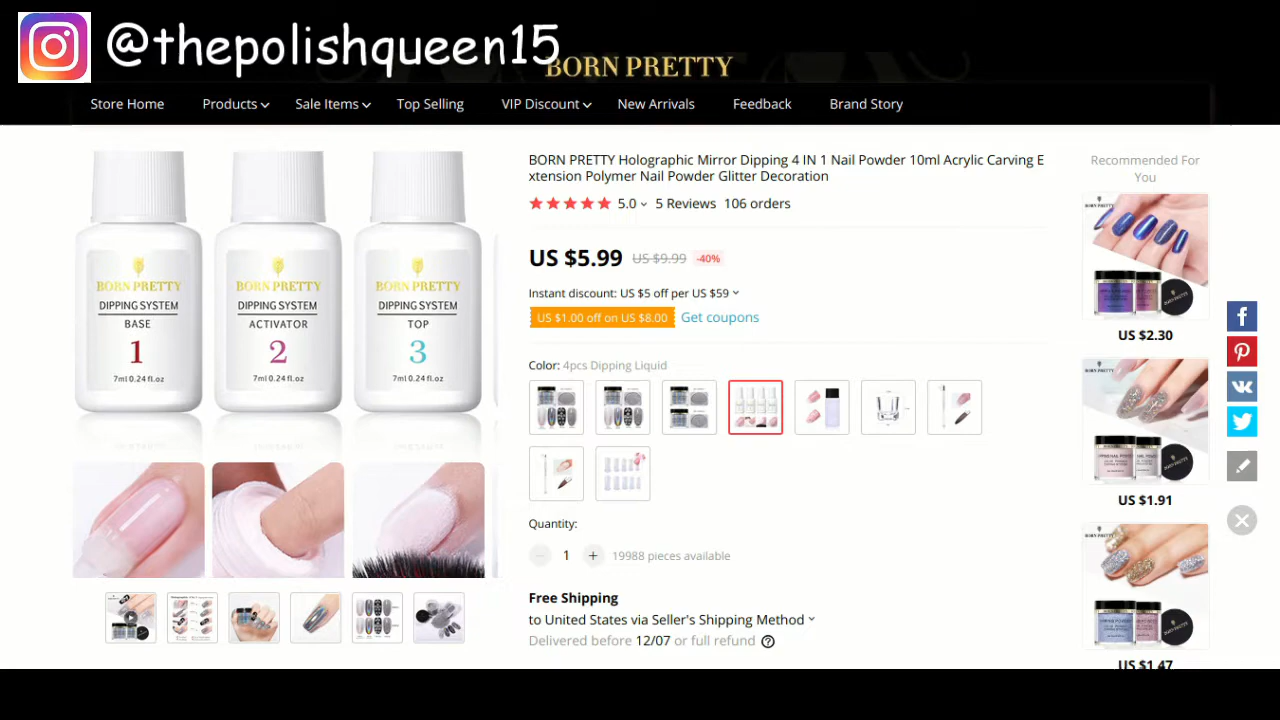 @thepolishqueen15
BORN PRETTY
Store Home Products Sale Items Top Selling VIP Discount New Arrivals Feedback Brand Story
BORN PRETTY
DIPPING SYSTEM
BASE
1
7ml 0.24 fl.oz
BORN PRETTY
DIPPING SYSTEM
ACTIVATOR
2
7ml 0.24 fl.oz
BORN PRETTY
DIPPING SYSTEM
TOP
3
7ml 0.24 fl.oz
BORN PRETTY Holographic Mirror Dipping 4 IN 1 Nail Powder 10ml Acrylic Carving E
xtension Polymer Nail Powder Glitter Decoration
5.0 5 Reviews 106 orders
US $5.99 US $9.99 -40%
Instant discount: US $5 off per US $59
US $1.00 off on US $8.00 Get coupons
Color: 4pcs Dipping Liquid
Quantity:
1 + 19988 pieces available
Free Shipping
to United States via Seller's Shipping Method
Delivered before 12/07 or full refund
Recommended For
You
BORN PRETTY
US $2.30
BORN PRETTY
US $1.91
BORN PRETTY
US $1.47